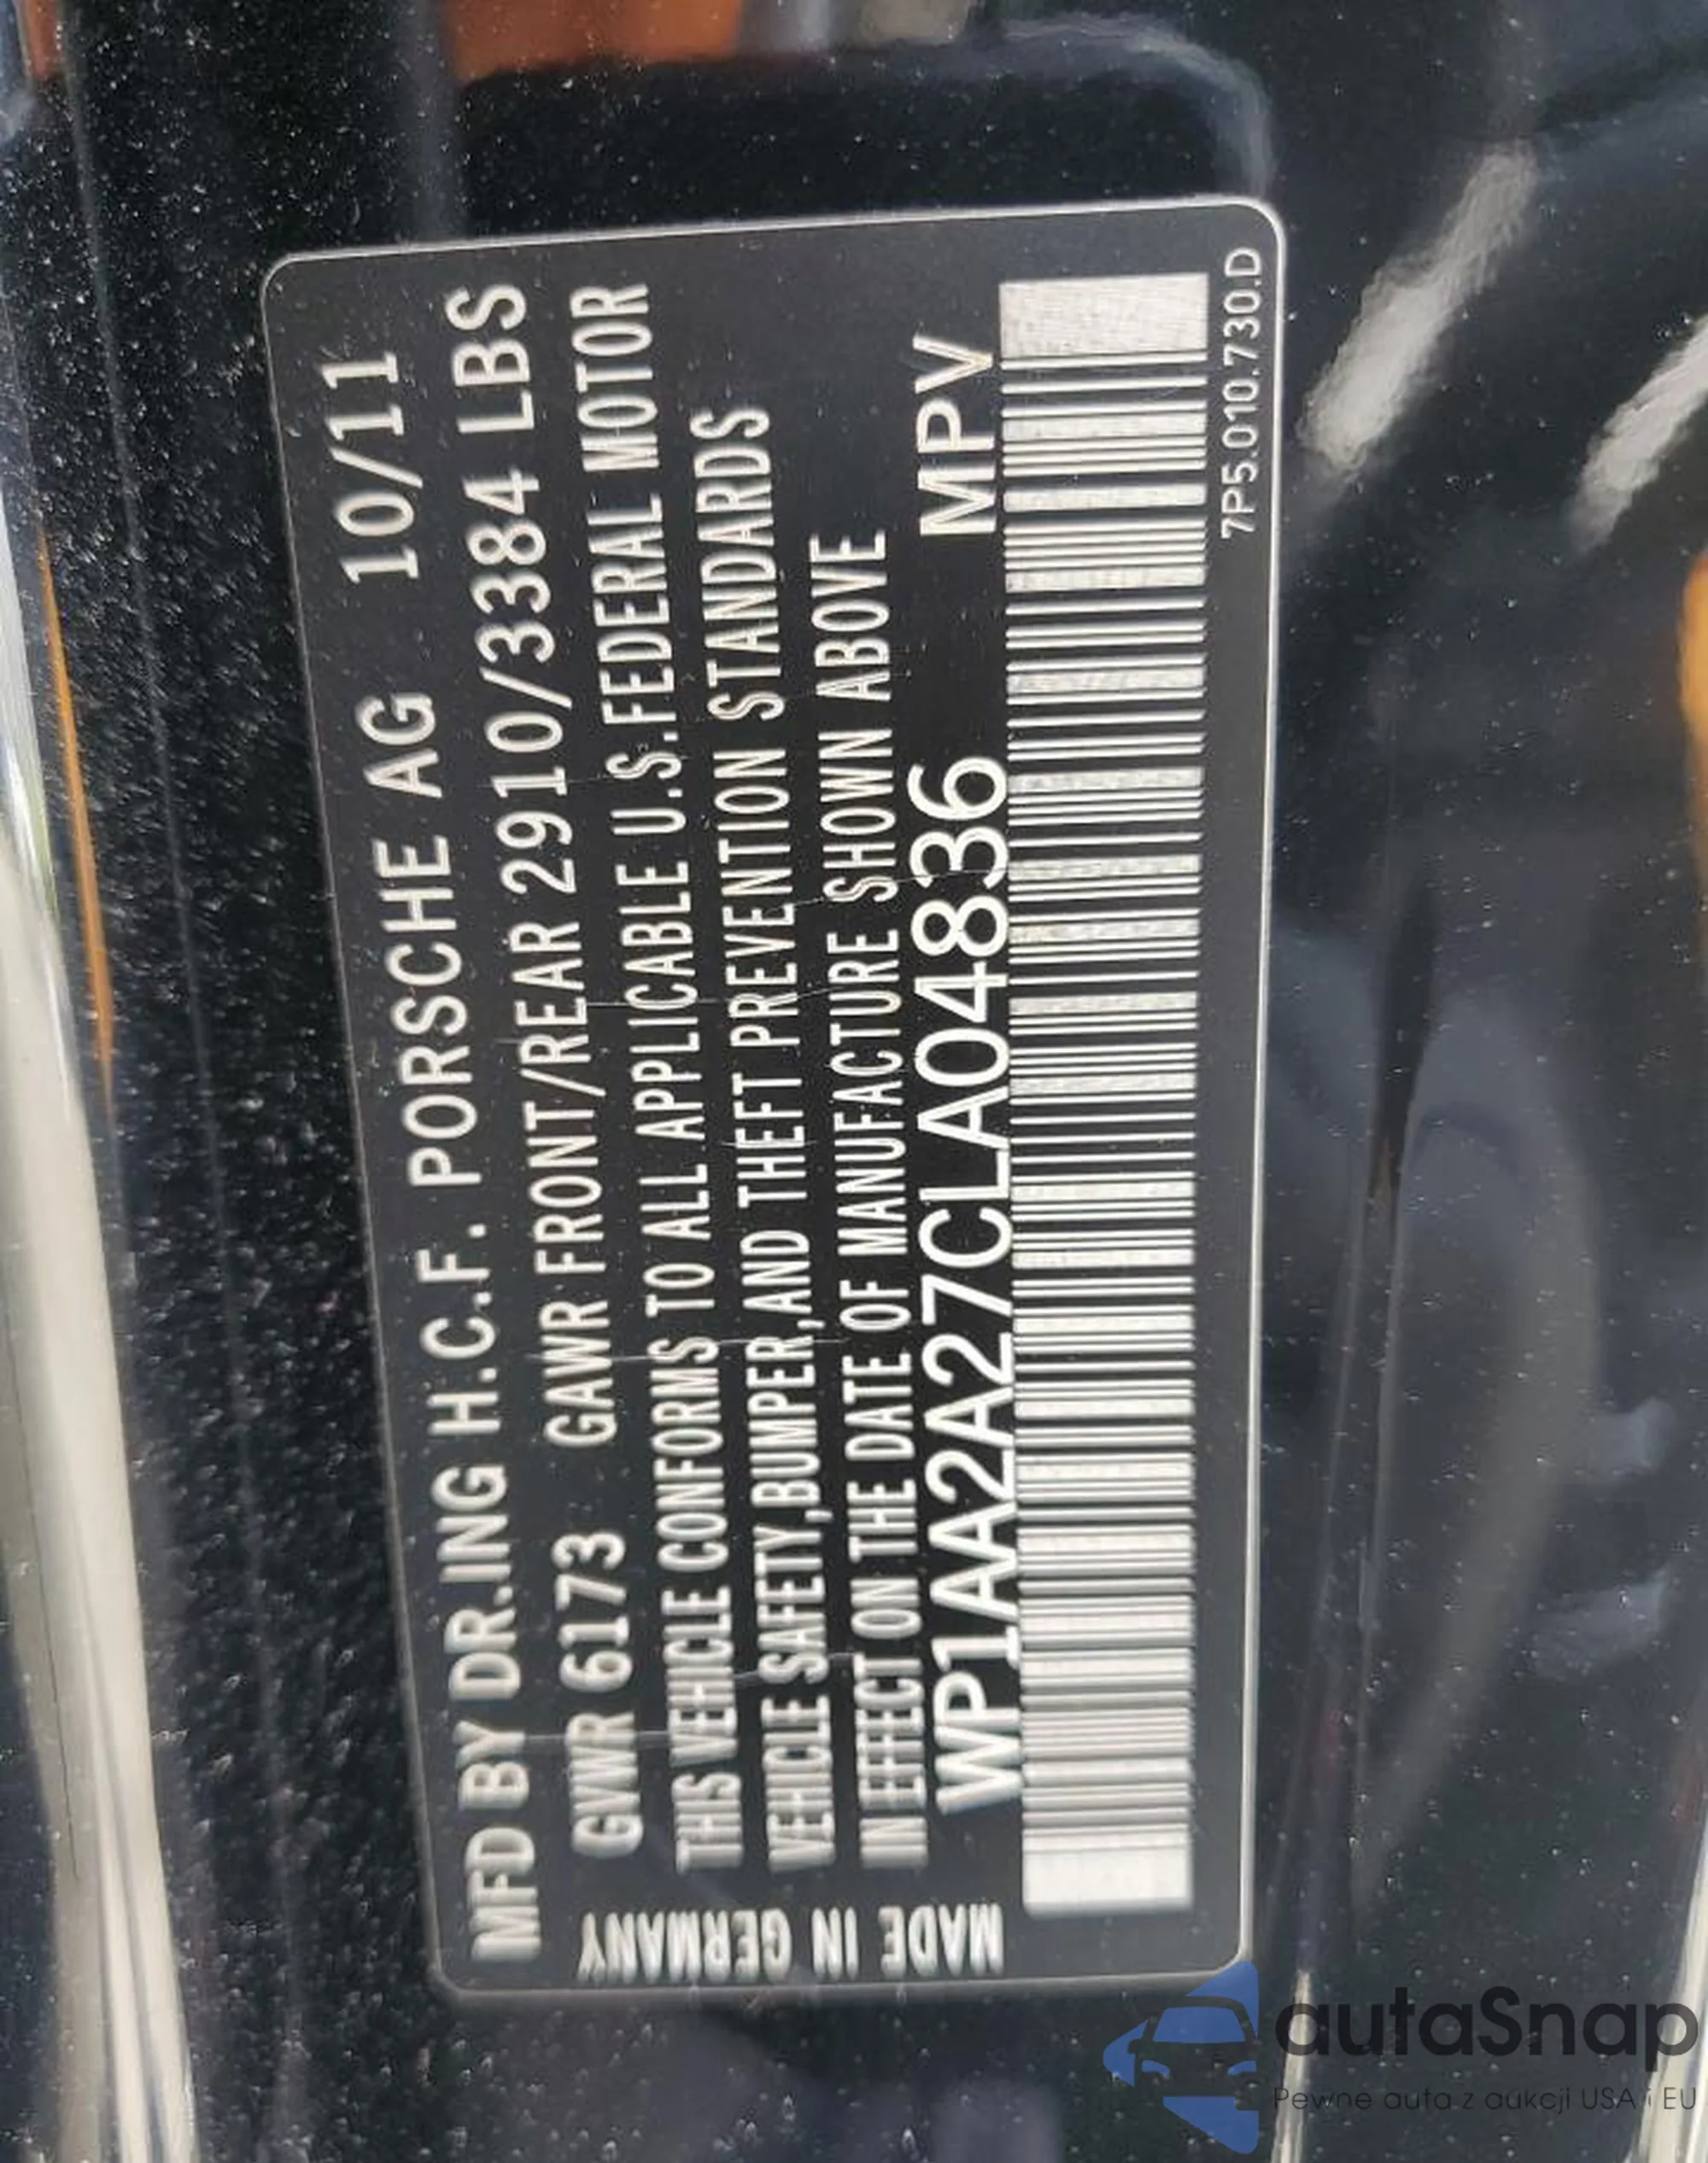 MFD BY DR.ING H.C.F. PORSCHE AG 10/11
GVWR 6173 GAWR FRONT/REAR 2910/3384 LBS
THIS VEHICLE CONFORMS TO ALL APPLICABLE U.S.FEDERAL MOTOR
VEHICLE SAFETY,BUMPER,AND THEFT PREVENTION STANDARDS
IN EFFECT ON THE DATE OF MANUFACTURE SHOWN ABOVE
WP1AA2A27CLA04836 MPV
7P5.010.730.D
MADE IN GERMANY
autaSnap
Pewne auta z aukcji USA i EU